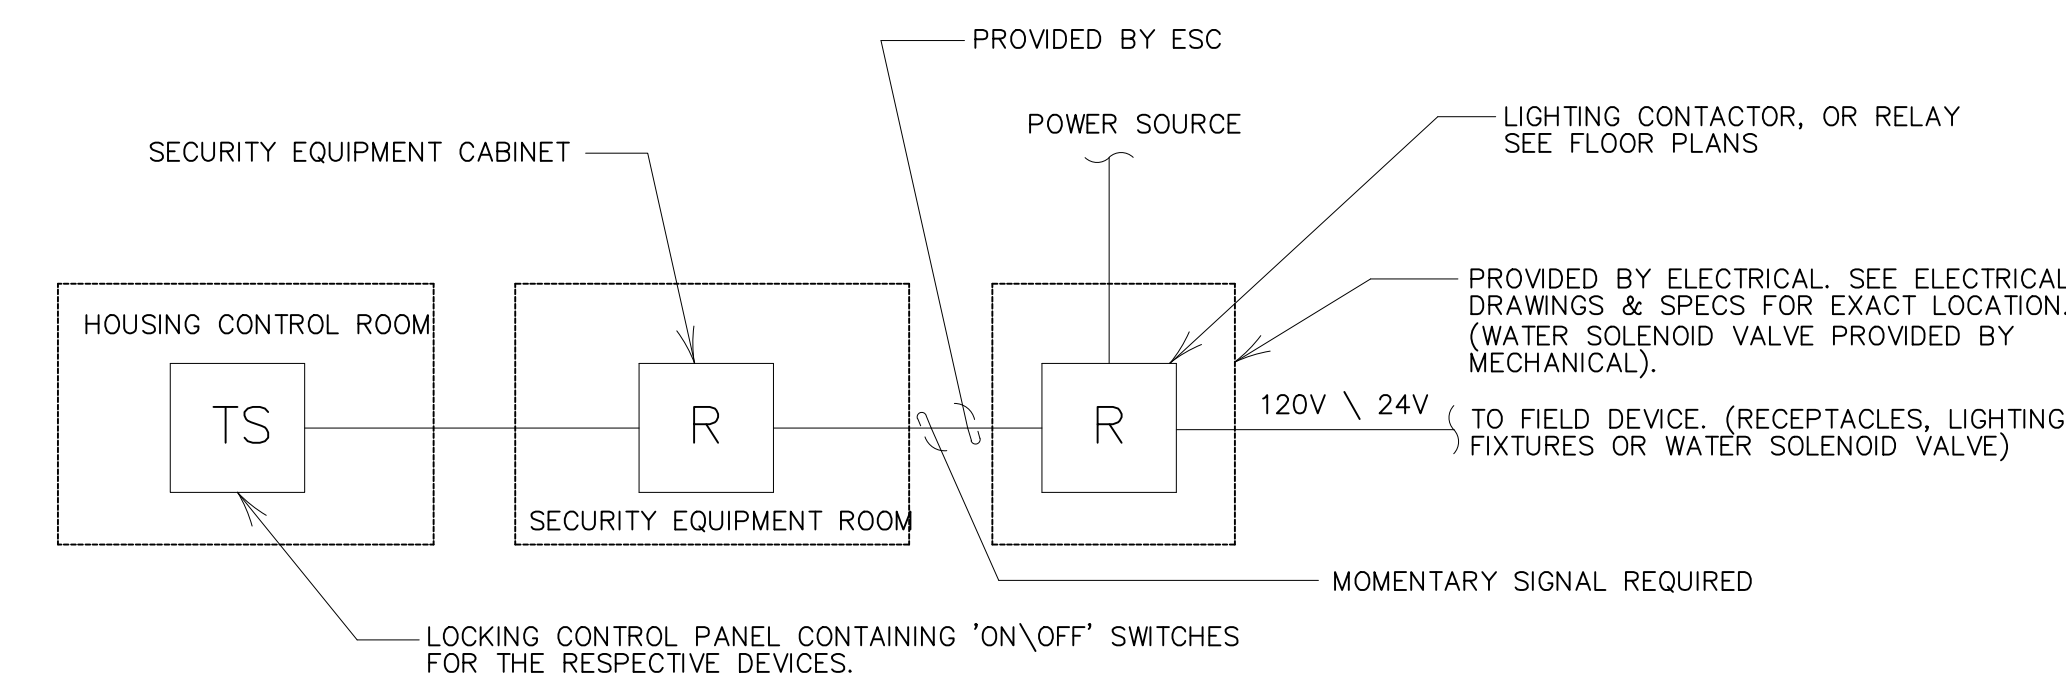 PROVIDED BY ESC
POWER SOURCE
LIGHTING CONTACTOR, OR RELAY
SEE FLOOR PLANS
SECURITY EQUIPMENT CABINET
PROVIDED BY ELECTRICAL. SEE ELECTRICAL
DRAWINGS & SPECS FOR EXACT LOCATION.
(WATER SOLENOID VALVE PROVIDED BY
MECHANICAL).
HOUSING CONTROL ROOM
TS
R
R
120V \ 24V
TO FIELD DEVICE. (RECEPTACLES, LIGHTING
FIXTURES OR WATER SOLENOID VALVE)
SECURITY EQUIPMENT ROOM
MOMENTARY SIGNAL REQUIRED
LOCKING CONTROL PANEL CONTAINING 'ON\OFF' SWITCHES
FOR THE RESPECTIVE DEVICES.